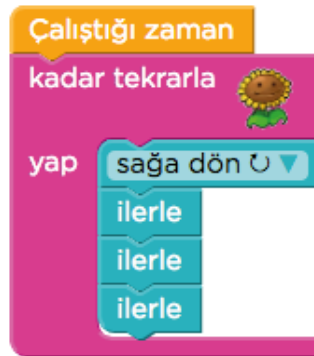 Çalıştığı zaman
kadar tekrarla
yap
sağa dön ↻ ▼
ilerle
ilerle
ilerle